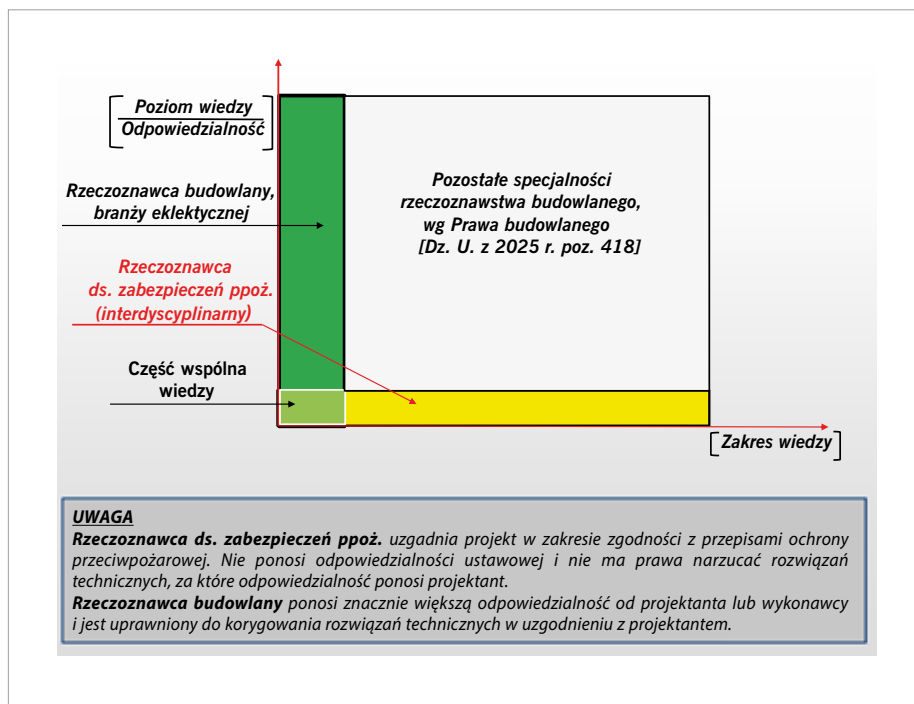 Poziom wiedzy
Odpowiedzialność
Rzeczoznawca budowlany,
branży eklektycznej
Rzeczoznawca
ds. zabezpieczeń ppoż.
(interdyscyplinarny)
Część wspólna
wiedzy
Pozostałe specjalności
rzeczoznawstwa budowlanego,
wg Prawa budowlanego
[Dz. U. z 2025 r. poz. 418]
Zakres wiedzy
UWAGA
Rzeczoznawca ds. zabezpieczeń ppoż. uzgadnia projekt w zakresie zgodności z przepisami ochrony
przeciwpożarowej. Nie ponosi odpowiedzialności ustawowej i nie ma prawa narzucać rozwiązań
technicznych, za które odpowiedzialność ponosi projektant.
Rzeczoznawca budowlany ponosi znacznie większą odpowiedzialność od projektanta lub wykonawcy
i jest uprawniony do korygowania rozwiązań technicznych w uzgodnieniu z projektantem.